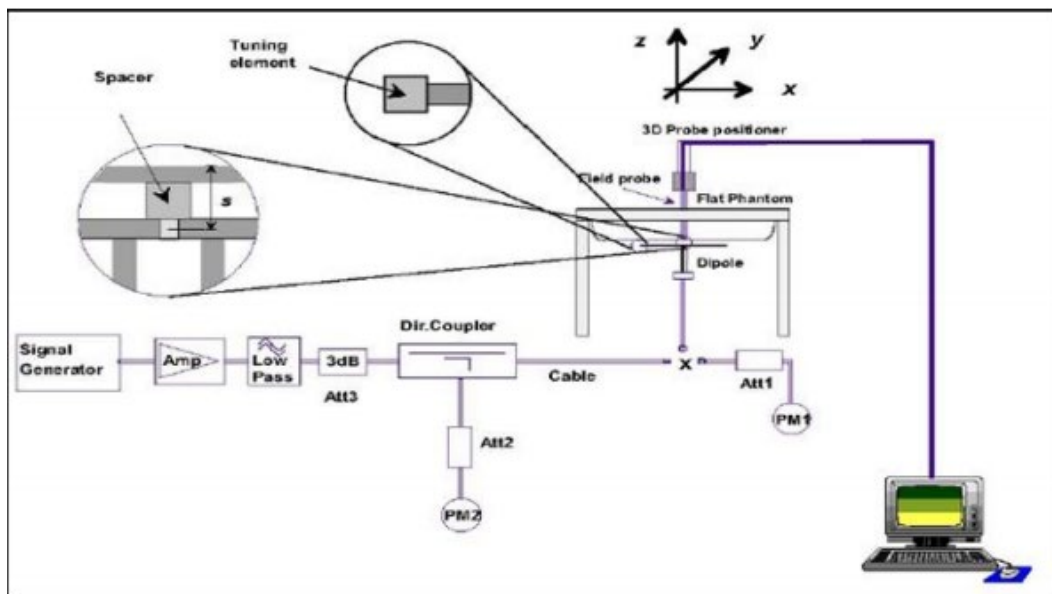 Tuning
element
Spacer
s
z
y
x
3D Probe positioner
Field probe
Flat Phantom
Dipole
Signal
Generator
Amp
Low
Pass
3dB
Att3
Dir.Coupler
Cable
X
Att1
PM1
Att2
PM2